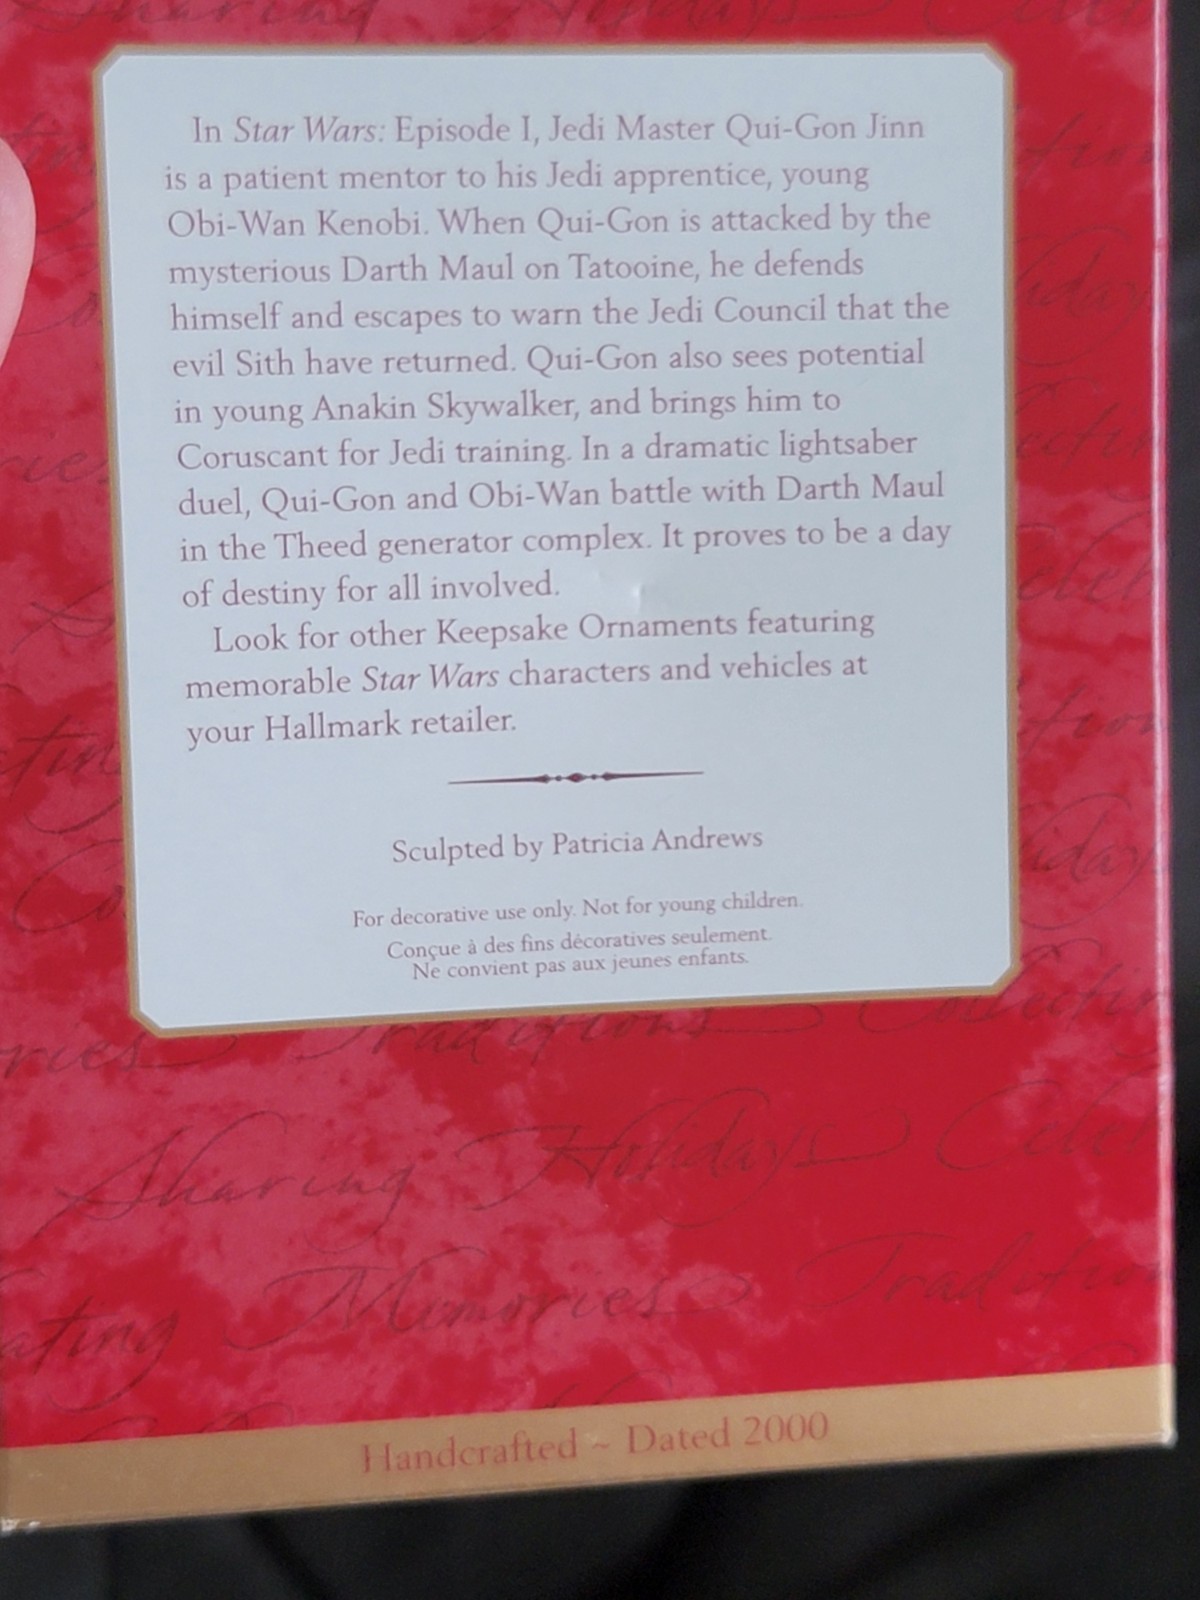 Sharing Holidays
In Star Wars: Episode I, Jedi Master Qui-Gon Jinn
is a patient mentor to his Jedi apprentice, young
Obi-Wan Kenobi. When Qui-Gon is attacked by the
mysterious Darth Maul on Tatooine, he defends
himself and escapes to warn the Jedi Council that the
evil Sith have returned. Qui-Gon also sees potential
in young Anakin Skywalker, and brings him to
Coruscant for Jedi training. In a dramatic lightsaber
duel, Qui-Gon and Obi-Wan battle with Darth Maul
in the Theed generator complex. It proves to be a day
of destiny for all involved.
Look for other Keepsake Ornaments featuring
memorable Star Wars characters and vehicles at
your Hallmark retailer.
Sculpted by Patricia Andrews
For decorative use only. Not for young children.
Conçue à des fins décoratives seulement.
Ne convient pas aux jeunes enfants.
Traditions
Sharing Holidays
Memories
Handcrafted ~ Dated 2000